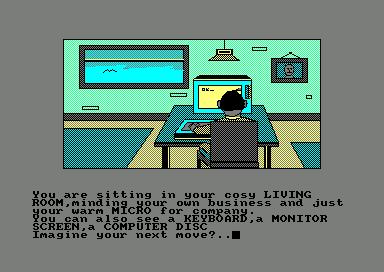 You are sitting in your cosy LIVING
ROOM,minding your own business and just
your warm MICRO for company.
You can also see a KEYBOARD,a MONITOR
SCREEN,a COMPUTER DISC
Imagine your next move?..